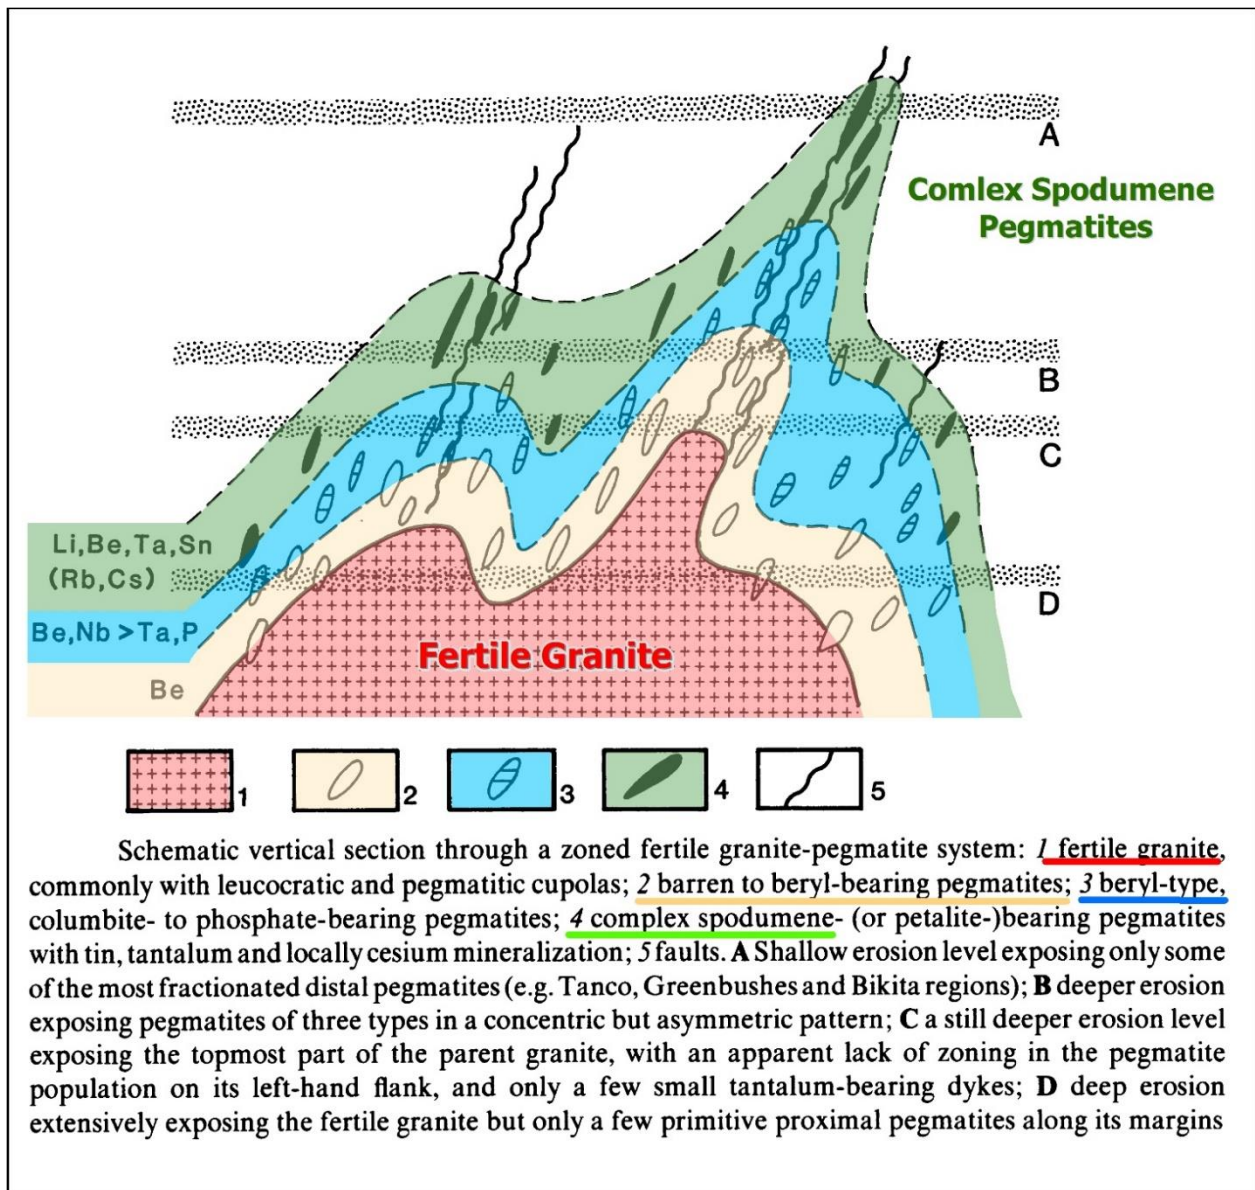 A
Comlex Spodumene
Pegmatites
B
C
Li,Be,Ta,Sn
(Rb,Cs)
D
Be,Nb >Ta,P
Fertile Granite
Be
1 2 3 4 5
Schematic vertical section through a zoned fertile granite-pegmatite system: 1 fertile granite,
commonly with leucocratic and pegmatitic cupolas; 2 barren to beryl-bearing pegmatites; 3 beryl-type,
columbite- to phosphate-bearing pegmatites; 4 complex spodumene- (or petalite-)bearing pegmatites
with tin, tantalum and locally cesium mineralization; 5 faults. A Shallow erosion level exposing only some
of the most fractionated distal pegmatites (e.g. Tanco, Greenbushes and Bikita regions); B deeper erosion
exposing pegmatites of three types in a concentric but asymmetric pattern; C a still deeper erosion level
exposing the topmost part of the parent granite, with an apparent lack of zoning in the pegmatite
population on its left-hand flank, and only a few small tantalum-bearing dykes; D deep erosion
extensively exposing the fertile granite but only a few primitive proximal pegmatites along its margins